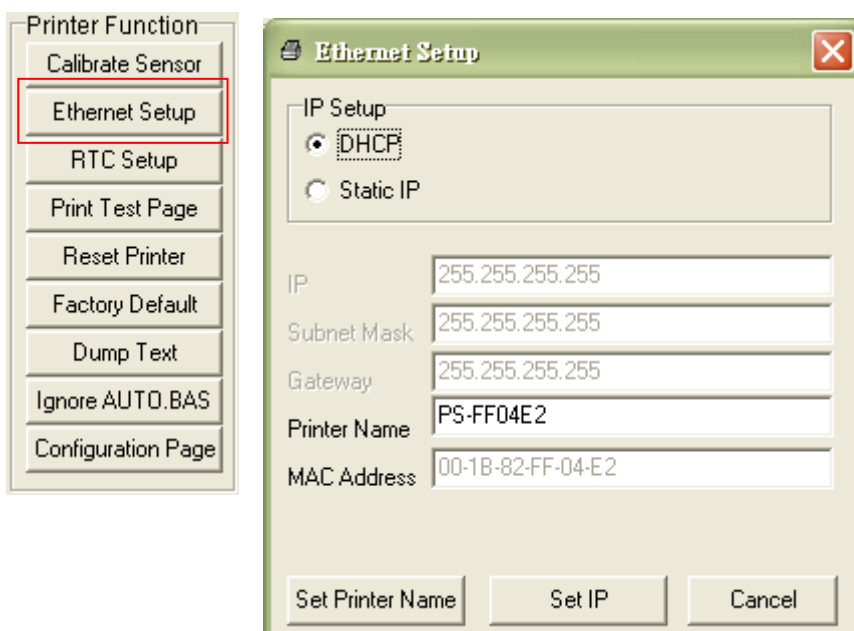 Printer Function
Calibrate Sensor
Ethernet Setup
RTC Setup
Print Test Page
Reset Printer
Factory Default
Dump Text
Ignore AUTO.BAS
Configuration Page
Ethernet Setup
IP Setup
DHCP
Static IP
IP 255.255.255.255
Subnet Mask 255.255.255.255
Gateway 255.255.255.255
Printer Name PS-FF04E2
MAC Address 00-1B-82-FF-04-E2
Set Printer Name Set IP Cancel